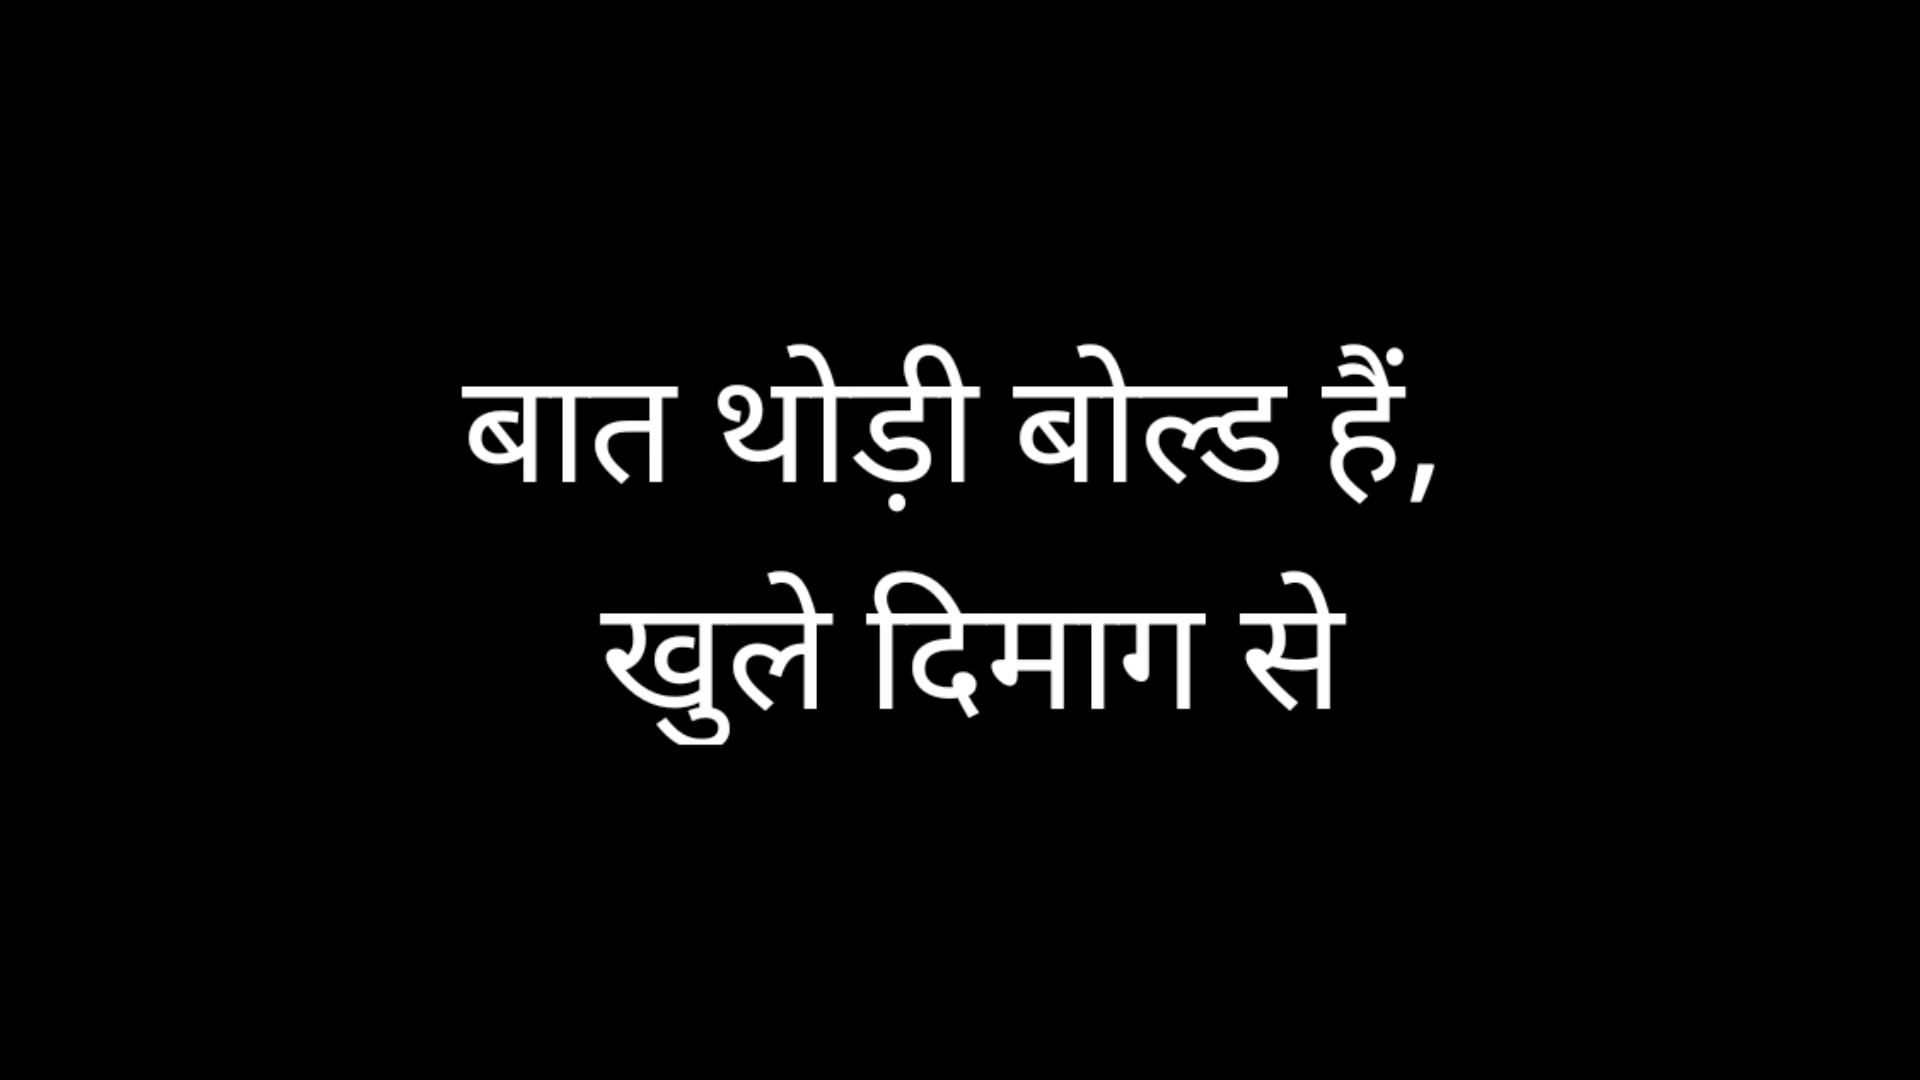 बात थोड़ी बोल्ड हैं,
खुले दिमाग से